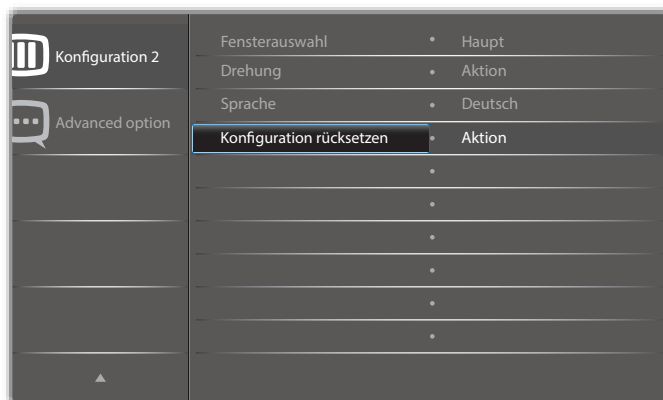 Konfiguration 2
Advanced option
Fensterauswahl • Haupt
Drehung • Aktion
Sprache • Deutsch
Konfiguration rücksetzen • Aktion